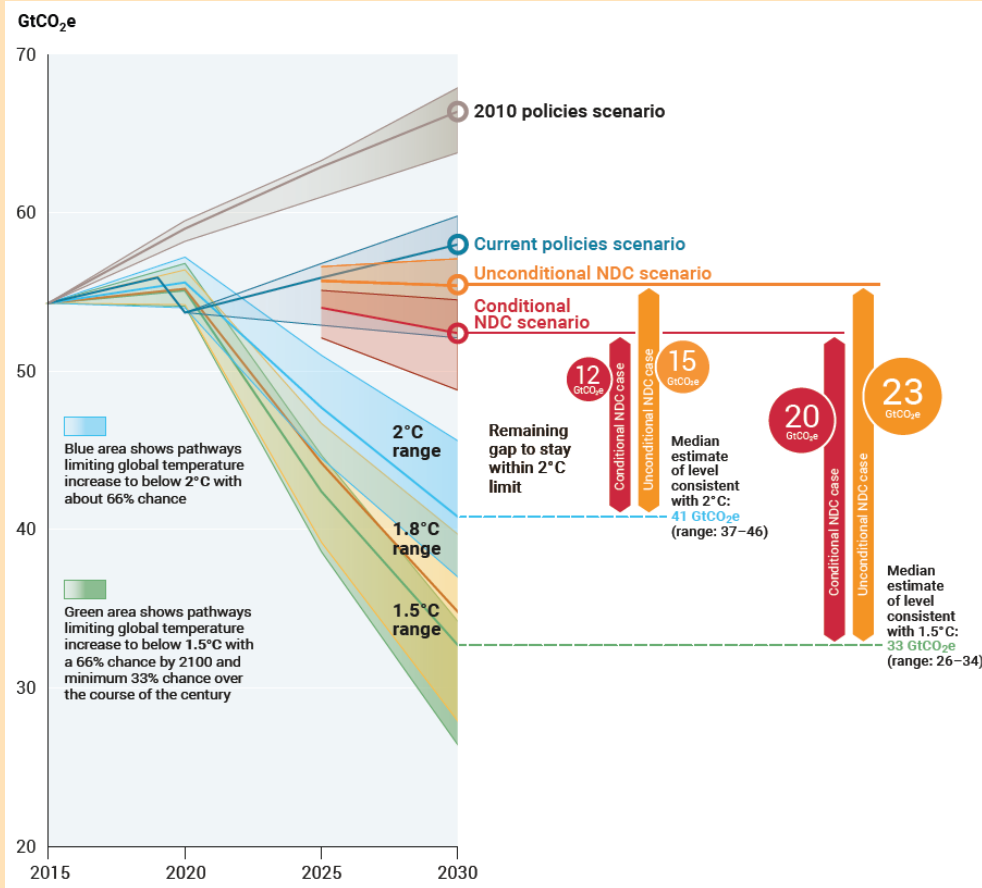 GtCO₂e
70
60
50
40
30
20
2015
2020
2025
2030
2010 policies scenario
Current policies scenario
Unconditional NDC scenario
Conditional
NDC scenario
2°C
range
1.8°C
range
1.5°C
range
Blue area shows pathways
limiting global temperature
increase to below 2°C with
about 66% chance
Green area shows pathways
limiting global temperature
increase to below 1.5°C with
a 66% chance by 2100 and
minimum 33% chance over
the course of the century
Remaining
gap to stay
within 2°C
limit
12
GtCO₂e
Conditional NDC case
Unconditional NDC case
15
GtCO₂e
Median
estimate
of level
consistent
with 2°C:
41 GtCO₂e
(range: 37–46)
20
GtCO₂e
Conditional NDC case
Unconditional NDC case
23
GtCO₂e
Median
estimate
of level
consistent
with 1.5°C:
33 GtCO₂e
(range: 26–34)